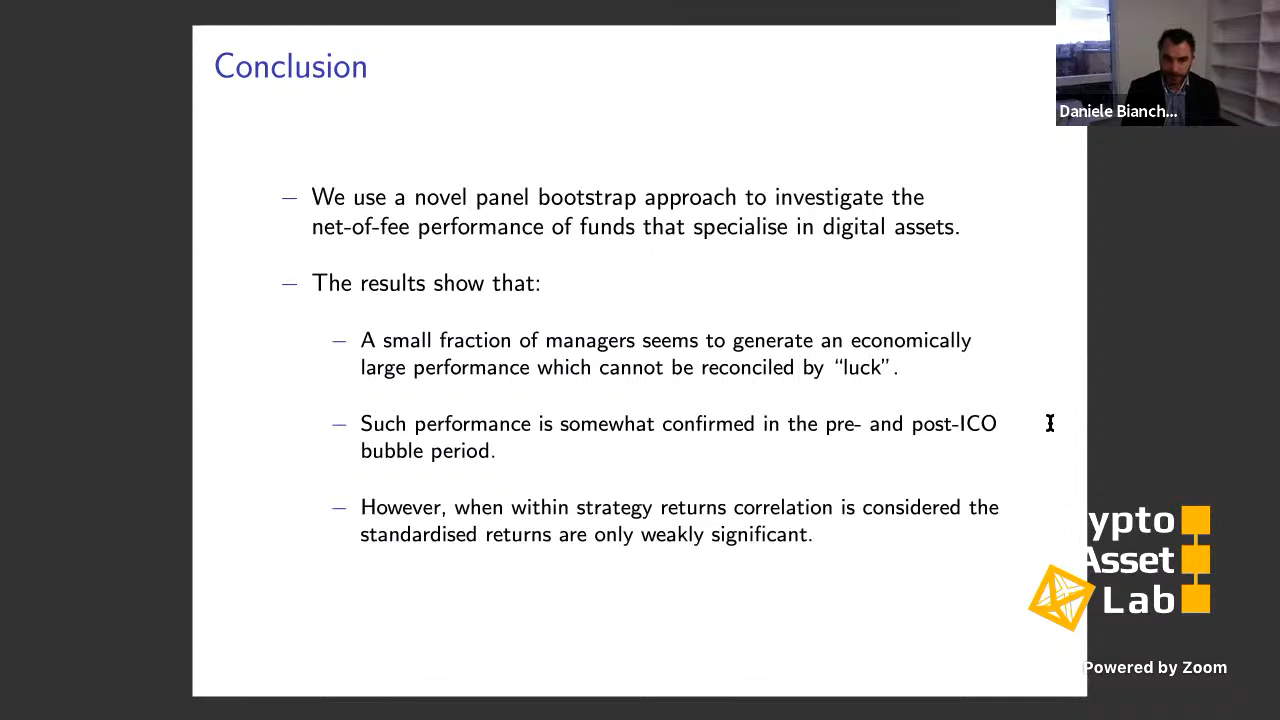 Conclusion
Daniele Bianch...
– We use a novel panel bootstrap approach to investigate the
net-of-fee performance of funds that specialise in digital assets.
– The results show that:
– A small fraction of managers seems to generate an economically
large performance which cannot be reconciled by “luck”.
– Such performance is somewhat confirmed in the pre- and post-ICO
bubble period.
– However, when within strategy returns correlation is considered the
standardised returns are only weakly significant.
ypto
Asset
Lab
Powered by Zoom